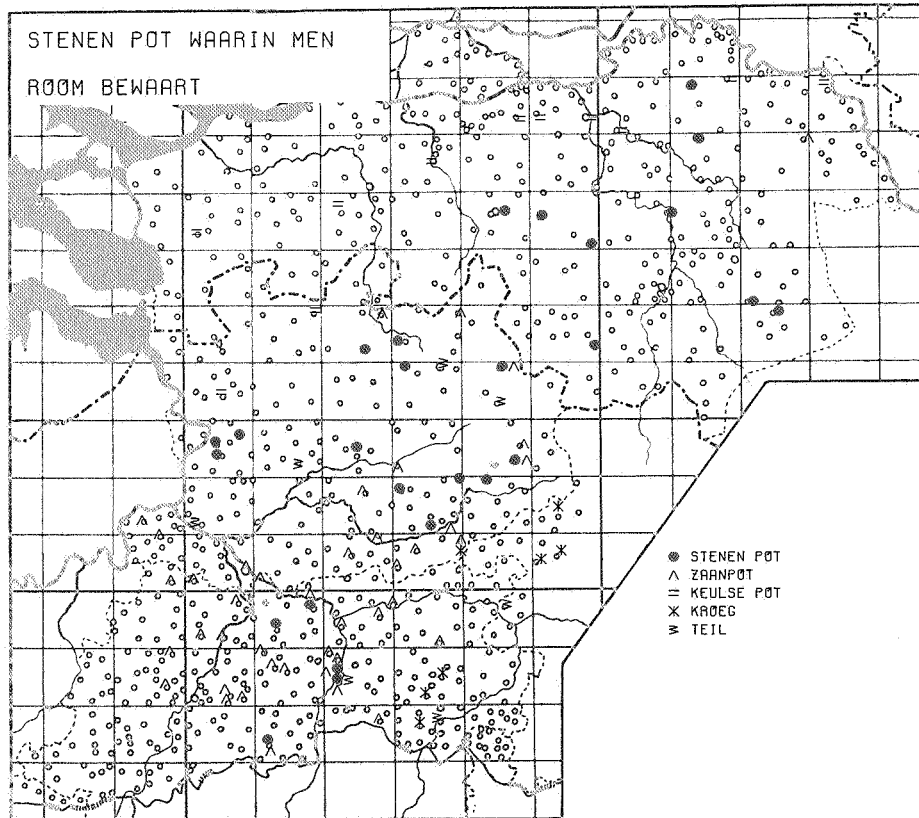 STENEN POT WAARIN MEN
ROOM BEWAART
STENEN POT
ZAANPOT
KEULSE POT
KROEG
TEIL